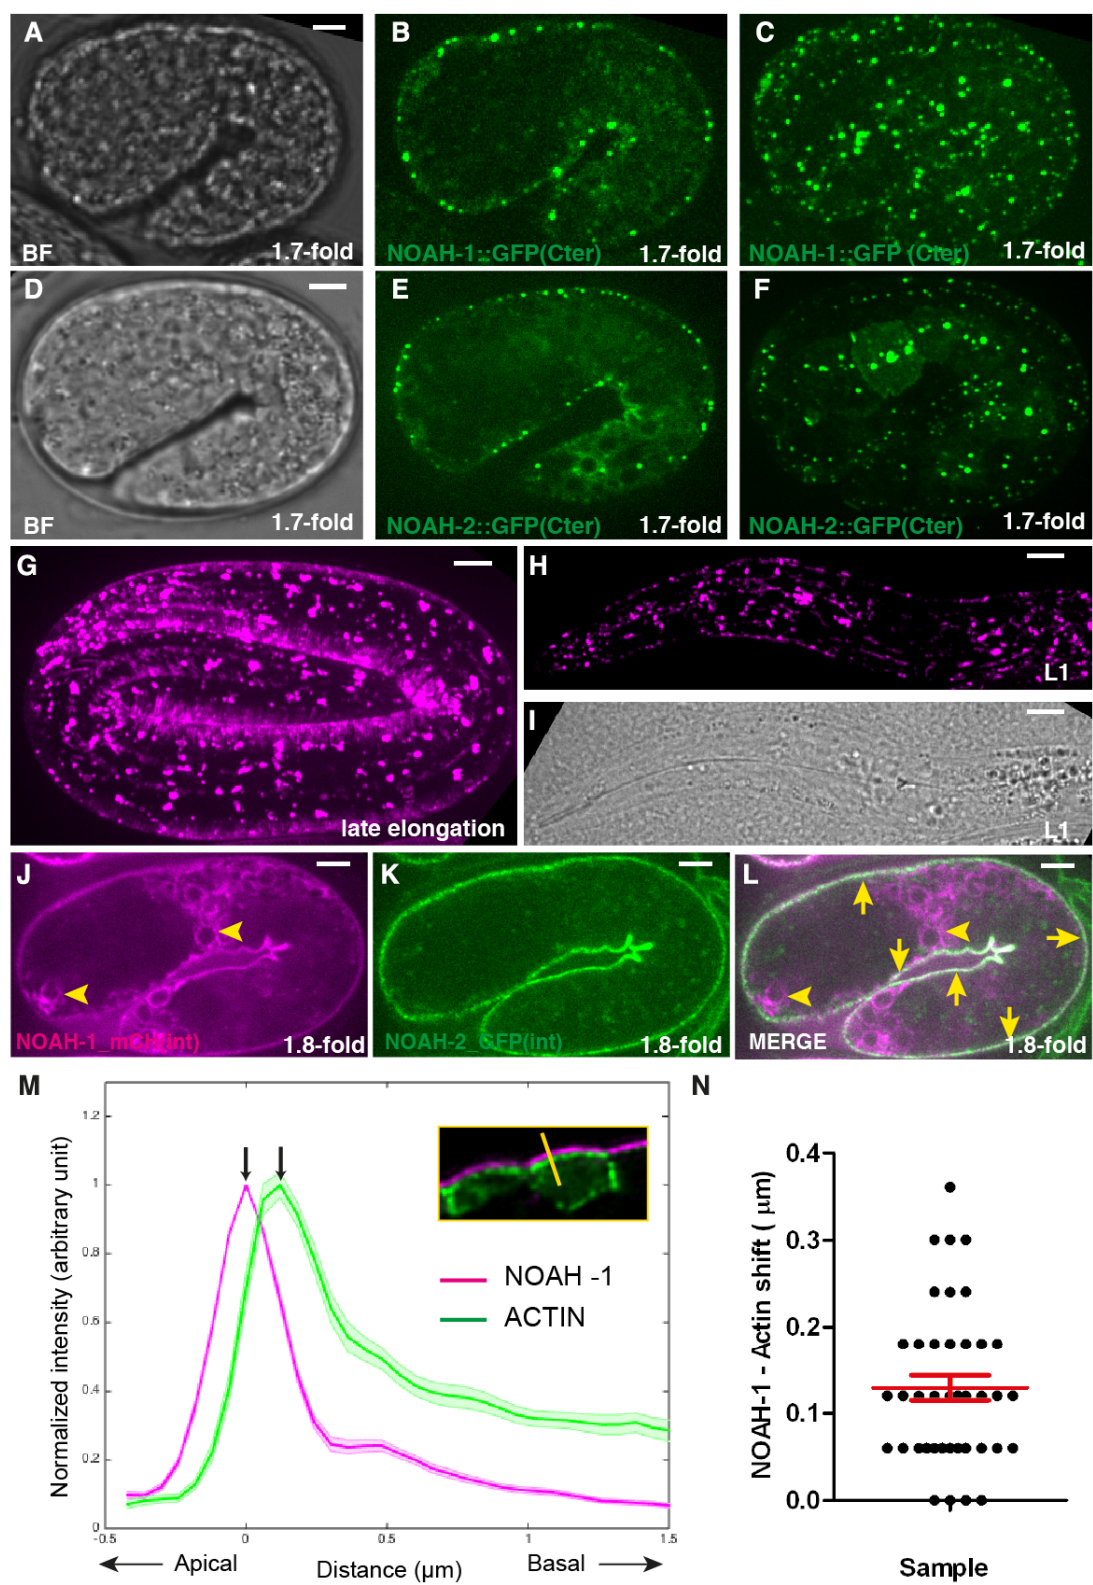 A
BF
1.7-fold
B
NOAH-1::GFP(Cter)
1.7-fold
C
NOAH-1::GFP (Cter)
1.7-fold
D
BF
1.7-fold
E
NOAH-2::GFP(Cter)
1.7-fold
F
NOAH-2::GFP(Cter)
1.7-fold
G
late elongation
H
L1
I
L1
J
NOAH-1_mCH(int)
1.8-fold
K
NOAH-2_GFP(int)
1.8-fold
L
MERGE
1.8-fold
M
Normalized intensity (arbitrary unit)
1.2
1
0.8
0.6
0.4
0.2
0
-0.5
0
0.5
1
1.5
NOAH -1
ACTIN
Apical
Distance (µm)
Basal
N
NOAH-1 - Actin shift ( µm)
0.4
0.3
0.2
0.1
0.0
Sample